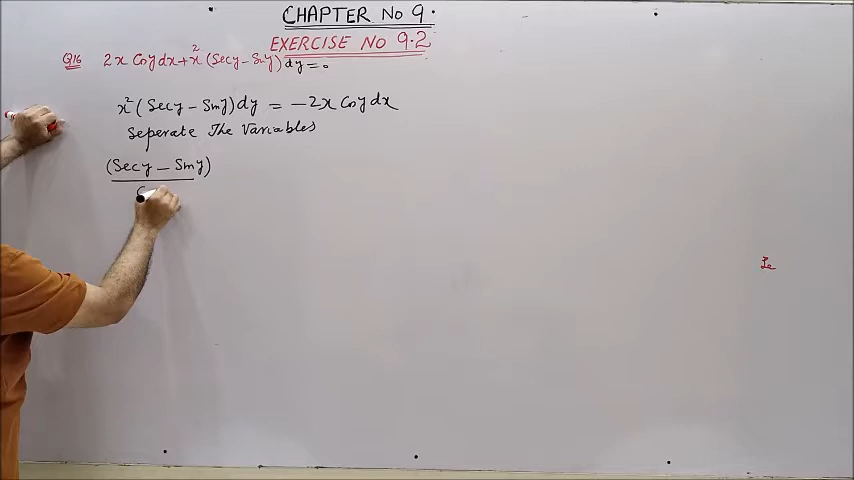 CHAPTER No 9.
EXERCISE No 9.2
Q16 2x Cosy dx + x² (Secy - Siny) dy = 0
x² (Secy - Siny) dy = -2x Cosy dx
Seperate The Variables
(Secy - Siny)